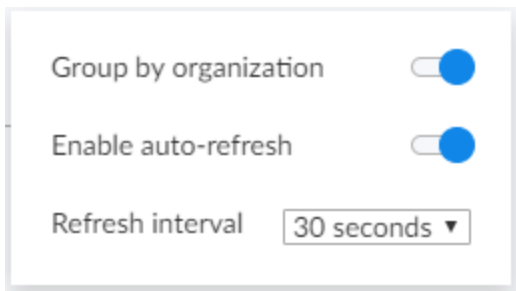 Group by organization
Enable auto-refresh
Refresh interval 30 seconds